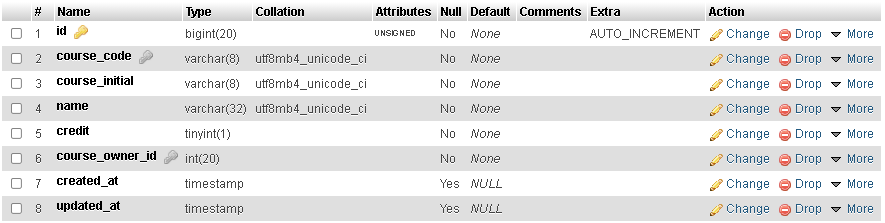 # Name Type Collation Attributes Null Default Comments Extra Action
1 id bigint(20) UNSIGNED No None AUTO_INCREMENT Change Drop More
2 course_code varchar(8) utf8mb4_unicode_ci No None Change Drop More
3 course_initial varchar(8) utf8mb4_unicode_ci No None Change Drop More
4 name varchar(32) utf8mb4_unicode_ci No None Change Drop More
5 credit tinyint(1) No None Change Drop More
6 course_owner_id int(20) No None Change Drop More
7 created_at timestamp Yes NULL Change Drop More
8 updated_at timestamp Yes NULL Change Drop More